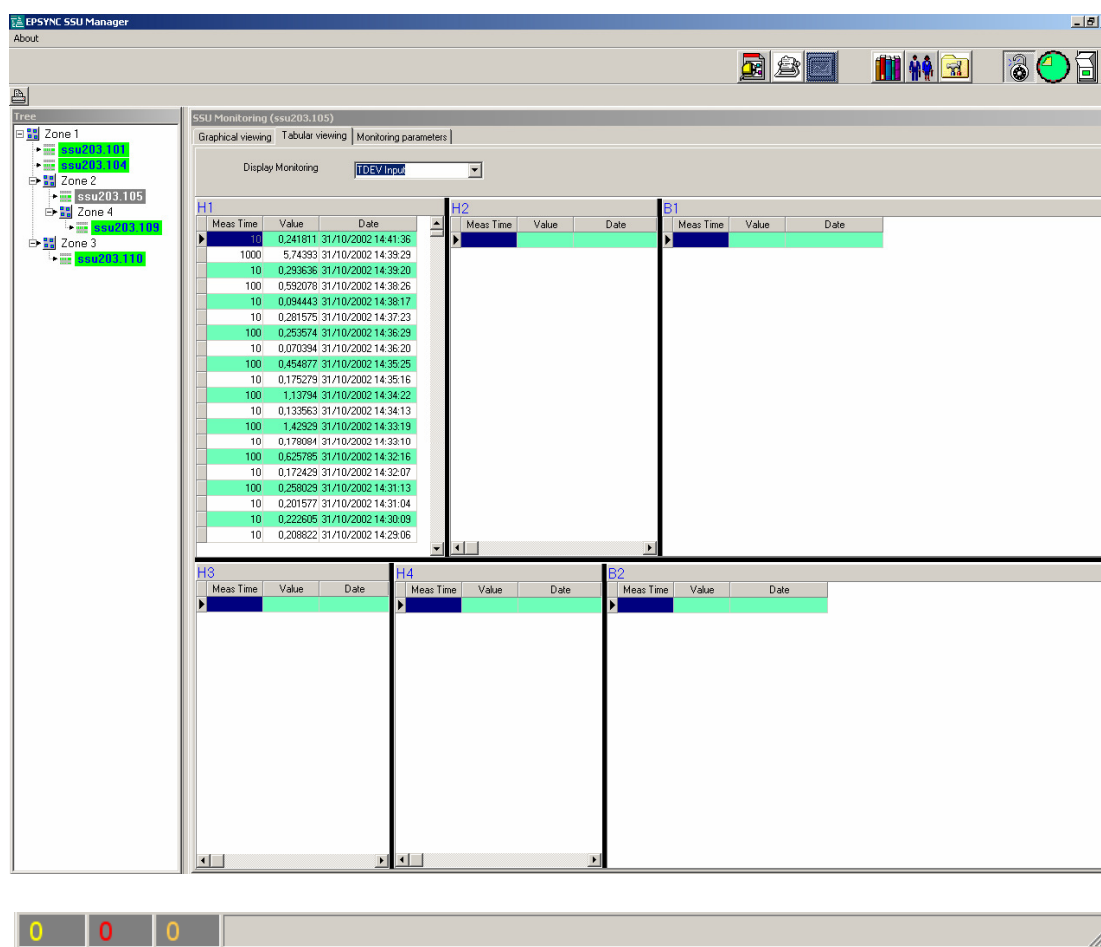 EPSYNC SSU Manager
About
Tree
Zone 1
ssu203.101
ssu203.104
Zone 2
ssu203.105
Zone 4
ssu203.109
Zone 3
ssu203.110
SSU Monitoring (ssu203.105)
Graphical viewing Tabular viewing Monitoring parameters
Display Monitoring TDEV Input
H1
Meas Time Value Date
10 0,241811 31/10/2002 14:41:36
1000 5,74393 31/10/2002 14:39:29
10 0,293636 31/10/2002 14:39:20
100 0,592078 31/10/2002 14:38:26
10 0,094443 31/10/2002 14:38:17
10 0,281575 31/10/2002 14:37:23
100 0,253574 31/10/2002 14:36:29
10 0,070394 31/10/2002 14:36:20
100 0,454877 31/10/2002 14:35:25
10 0,175279 31/10/2002 14:35:16
100 1,13794 31/10/2002 14:34:22
10 0,133563 31/10/2002 14:34:13
100 1,42929 31/10/2002 14:33:19
10 0,178084 31/10/2002 14:33:10
100 0,625785 31/10/2002 14:32:16
10 0,172429 31/10/2002 14:32:07
100 0,258029 31/10/2002 14:31:13
10 0,201577 31/10/2002 14:31:04
10 0,222605 31/10/2002 14:30:09
10 0,208822 31/10/2002 14:29:06
H2
Meas Time Value Date
B1
Meas Time Value Date
H3
Meas Time Value Date
H4
Meas Time Value Date
B2
Meas Time Value Date
0 0 0